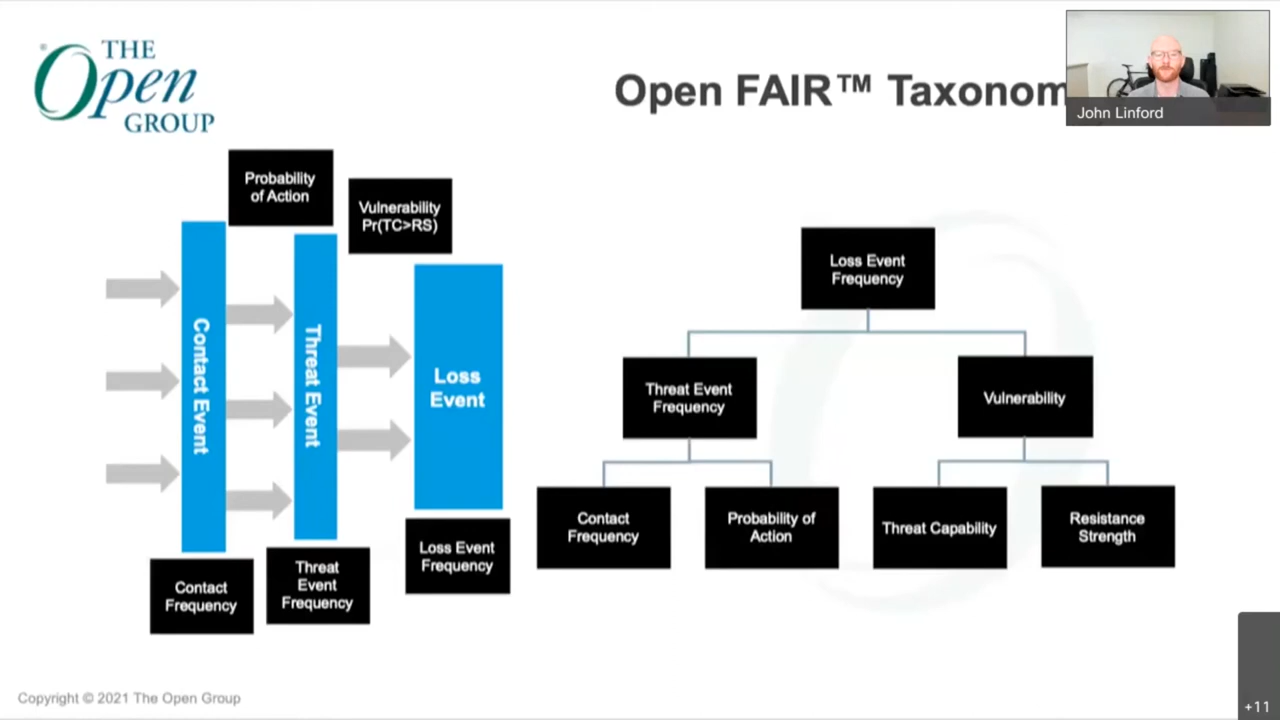 THE
Open
GROUP
Open FAIR™ Taxonom
John Linford
Probability
of Action
Vulnerability
Pr(TC>RS)
Contact Event
Threat Event
Loss
Event
Contact
Frequency
Threat
Event
Frequency
Loss Event
Frequency
Loss Event
Frequency
Threat Event
Frequency
Vulnerability
Contact
Frequency
Probability of
Action
Threat Capability
Resistance
Strength
Copyright © 2021 The Open Group
+11